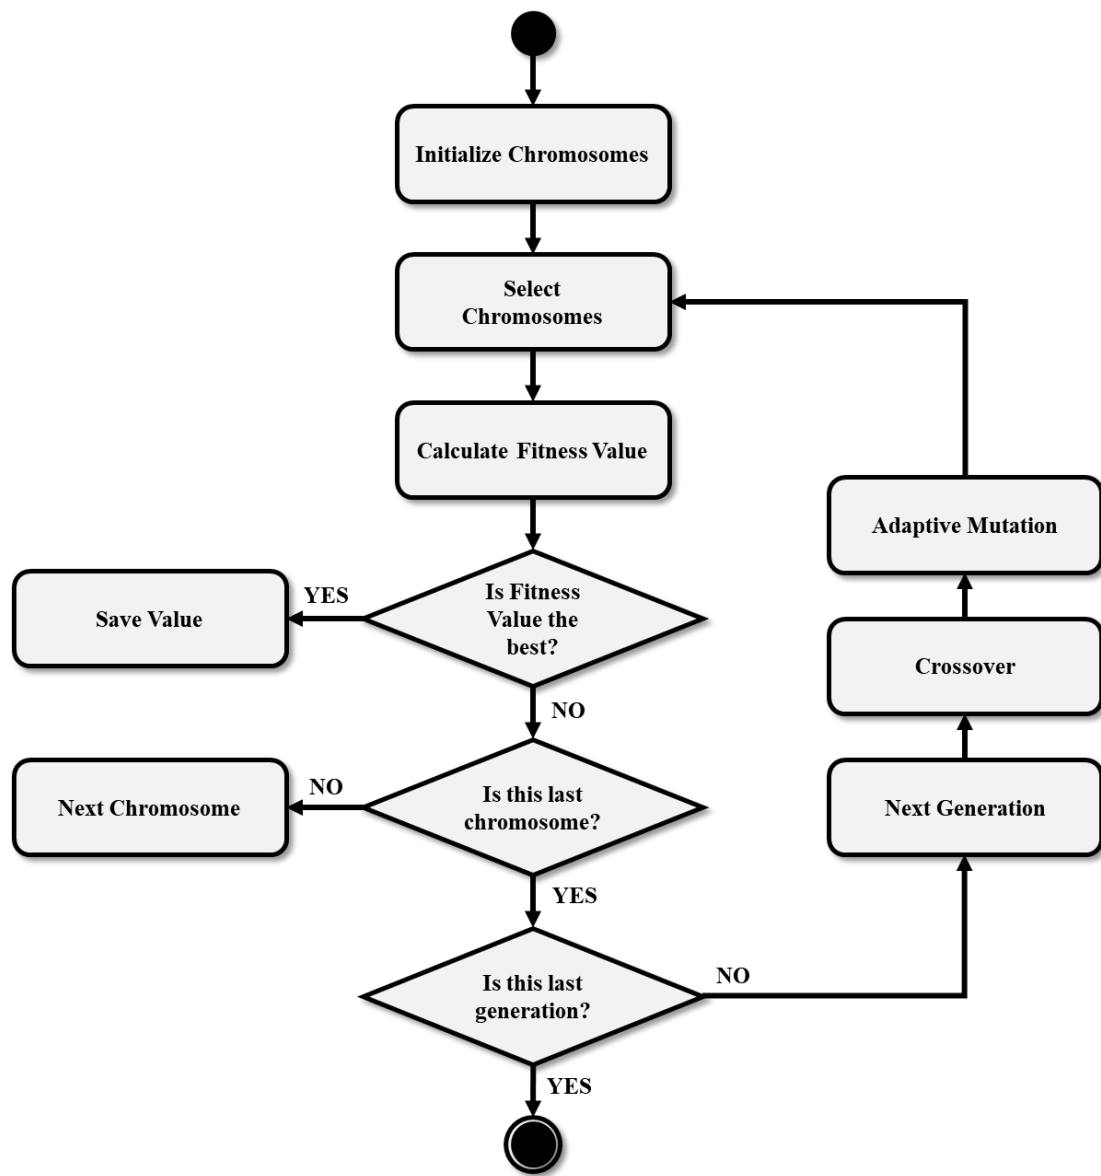 Initialize Chromosomes
Select
Chromosomes
Calculate Fitness Value
Is Fitness
Value the
best?
YES
Save Value
NO
Is this last
chromosome?
NO
Next Chromosome
YES
Is this last
generation?
NO
Next Generation
Crossover
Adaptive Mutation
YES